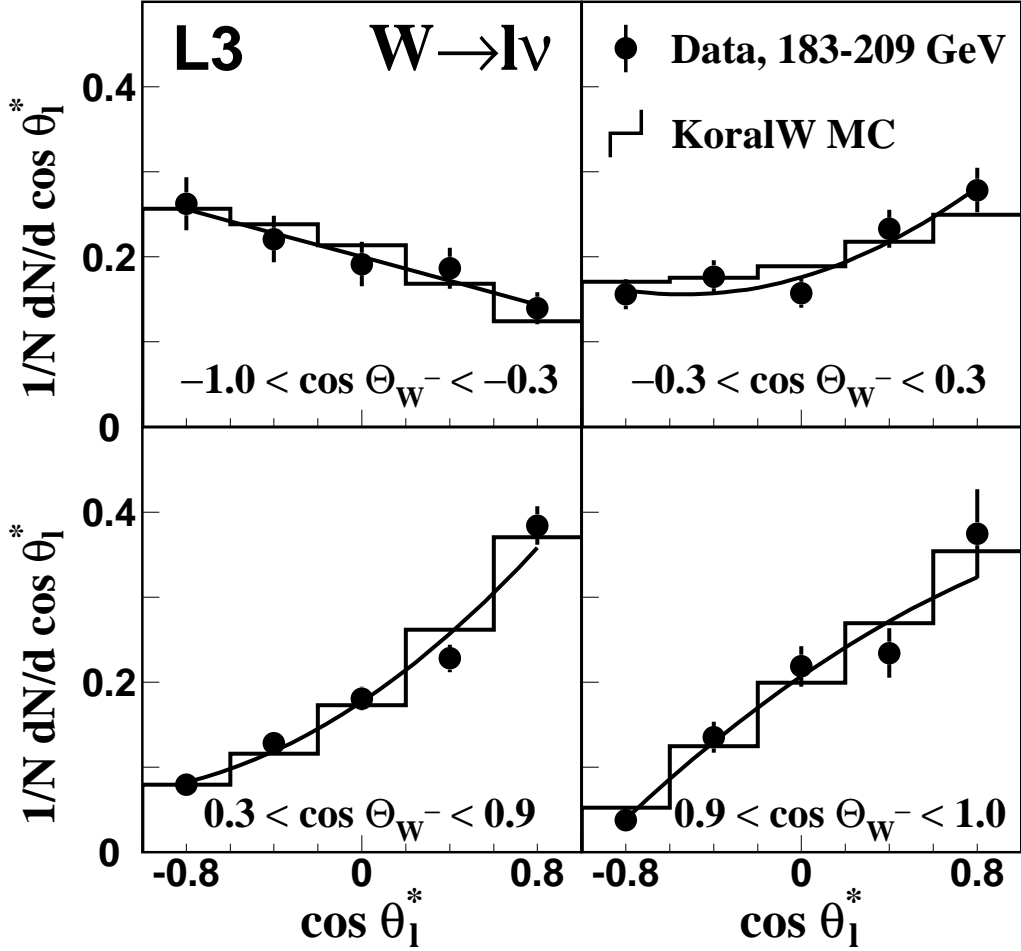 L3 W→lν
Data, 183-209 GeV
KoralW MC
1/N dN/d cos θ*l
0.4
0.2
0
−1.0 < cos ΘW− < −0.3
−0.3 < cos ΘW− < 0.3
1/N dN/d cos θ*l
0.4
0.2
0
0.3 < cos ΘW− < 0.9
0.9 < cos ΘW− < 1.0
-0.8 0 0.8 -0.8 0 0.8
cos θ*l cos θ*l